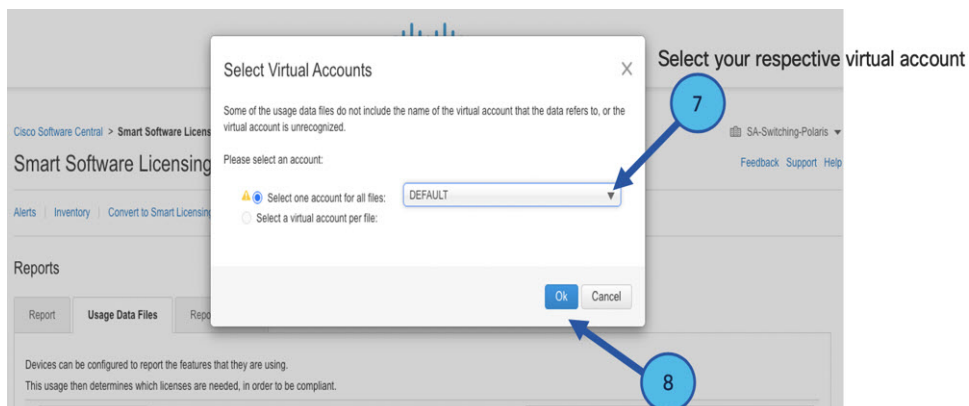 Select Virtual Accounts
X
Select your respective virtual account
Some of the usage data files do not include the name of the virtual account that the data refers to, or the
virtual account is unrecognized.
7
Cisco Software Central > Smart Software Licens
SA-Switching-Polaris
Smart Software Licensing
Please select an account:
Feedback Support Help
Select one account for all files: DEFAULT
Select a virtual account per file:
Alerts | Inventory | Convert to Smart Licensing
Reports
Ok Cancel
Report Usage Data Files Repo
Devices can be configured to report the features that they are using.
This usage then determines which licenses are needed, in order to be compliant.
8